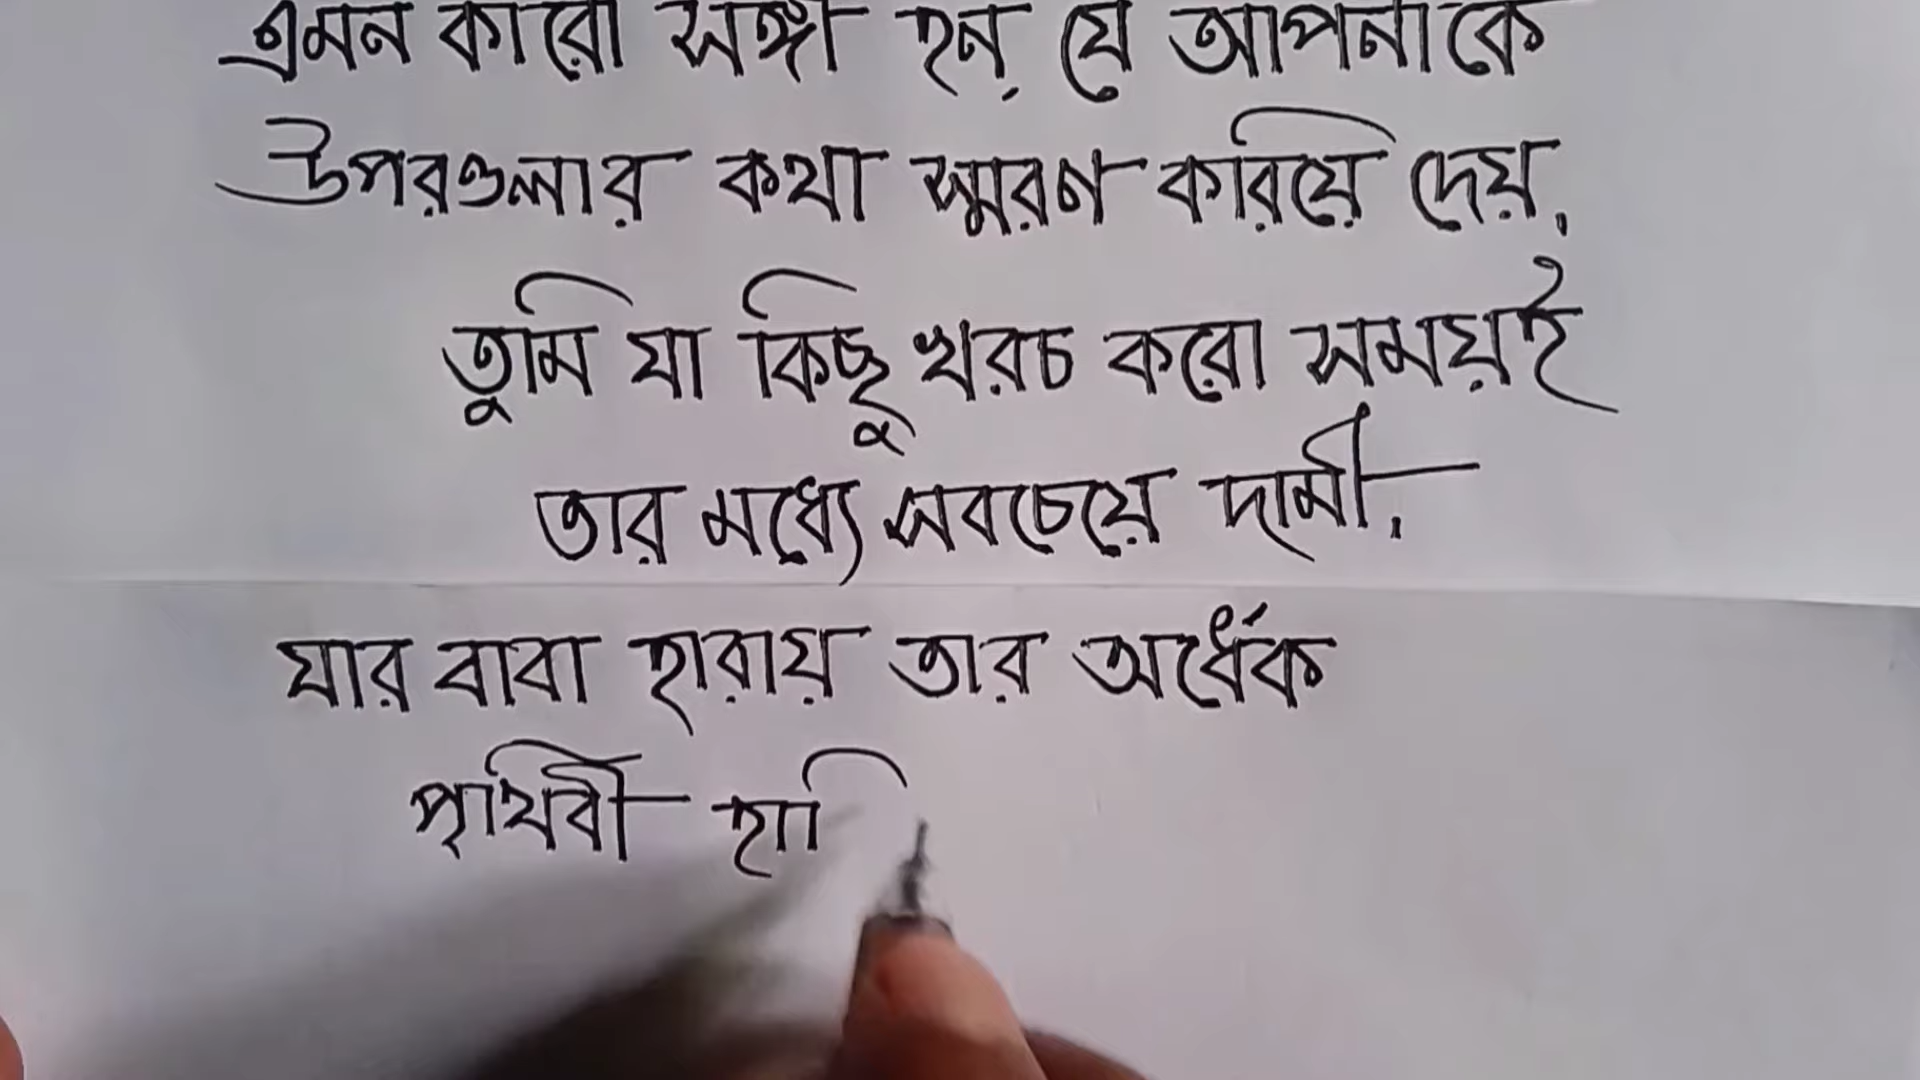 এমন কারো সঙ্গী হন, যে আপনাকে
উপরওলার কথা স্মরণ করিয়ে দেয়,
তুমি যা কিছু খরচ করো সময়ই
তার মধ্যে সবচেয়ে দামী.
যার বাবা হারায় তার অর্ধেক
পৃথিবী হাি